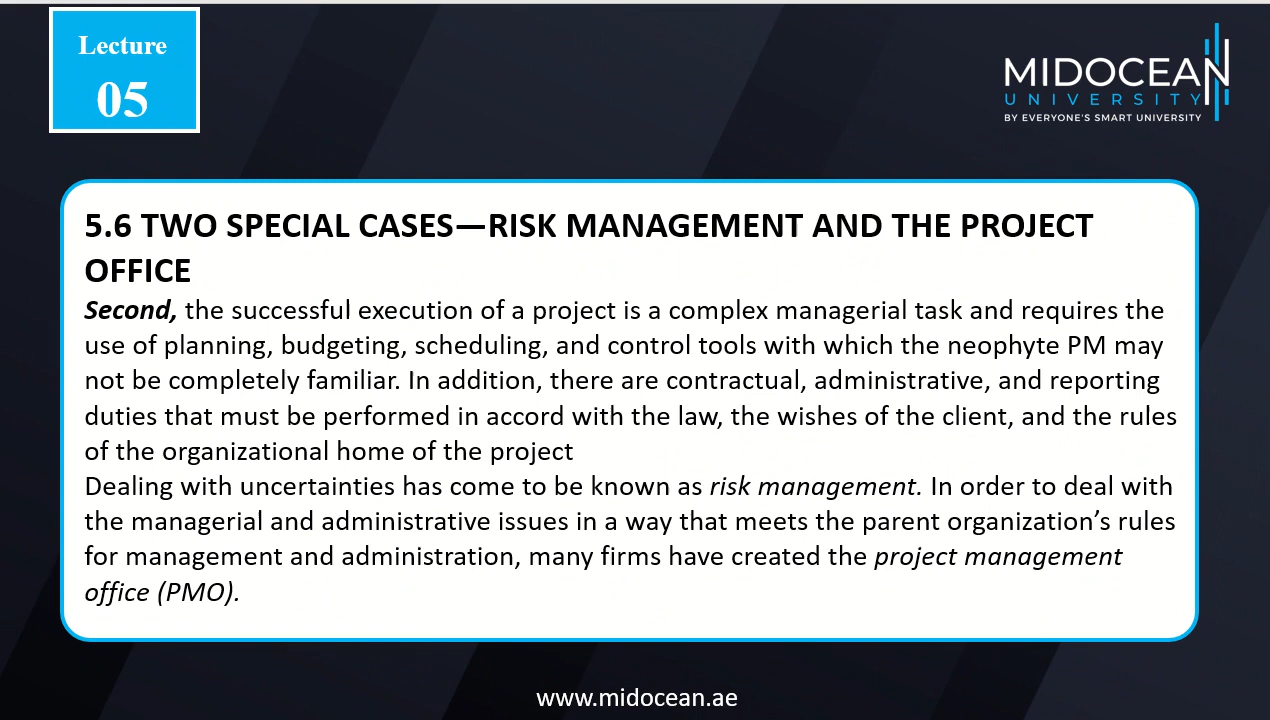 Lecture
05
MIDOCEAN
UNIVERSITY
BY EVERYONE'S SMART UNIVERSITY
5.6 TWO SPECIAL CASES—RISK MANAGEMENT AND THE PROJECT
OFFICE
Second, the successful execution of a project is a complex managerial task and requires the
use of planning, budgeting, scheduling, and control tools with which the neophyte PM may
not be completely familiar. In addition, there are contractual, administrative, and reporting
duties that must be performed in accord with the law, the wishes of the client, and the rules
of the organizational home of the project
Dealing with uncertainties has come to be known as risk management. In order to deal with
the managerial and administrative issues in a way that meets the parent organization’s rules
for management and administration, many firms have created the project management
office (PMO).
www.midocean.ae